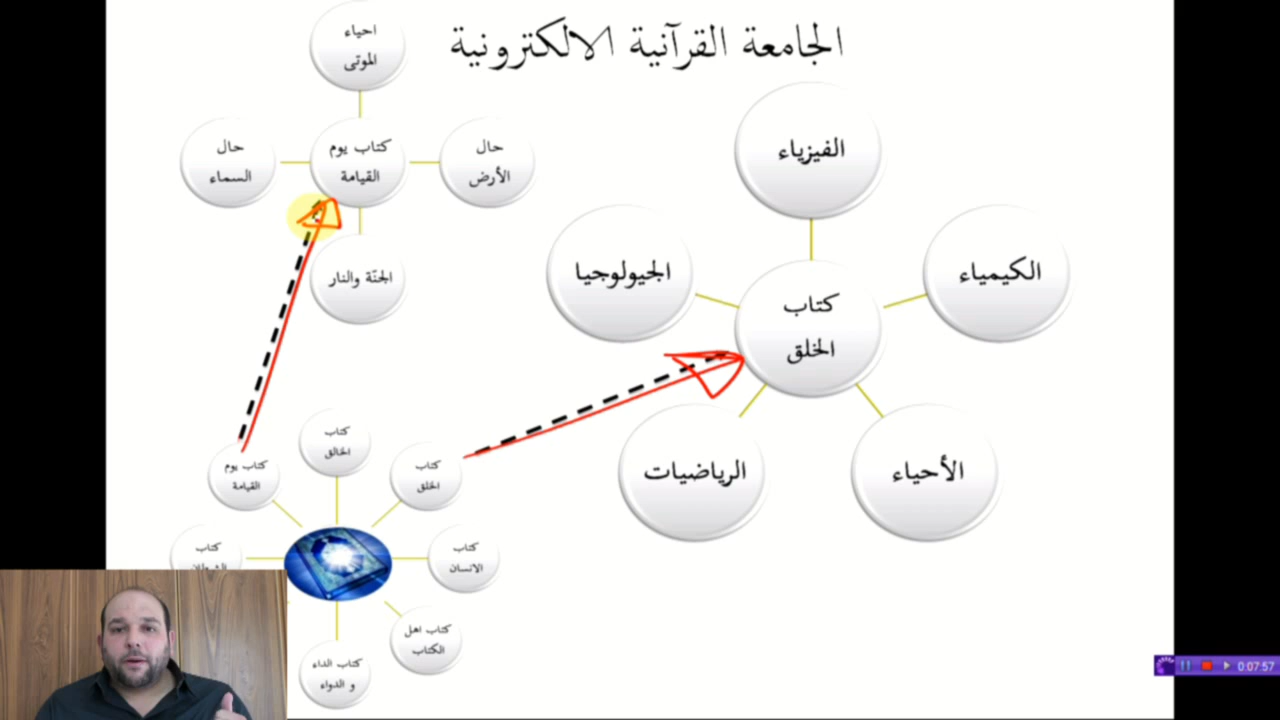 الجامعة القرآنية الالكترونية
احياء
الموتى
حال
الأرض
كتاب يوم
القيامة
حال
السماء
الجنّة والنار
الفيزياء
الكيمياء
كتاب
الخلق
الجيولوجيا
الأحياء
الرياضيات
كتاب
الخالق
كتاب
الخلق
كتاب يوم
القيامة
كتاب
الانسان
كتاب
كتاب اهل
الكتاب
كتاب الداء
و الدواء
0:07:57